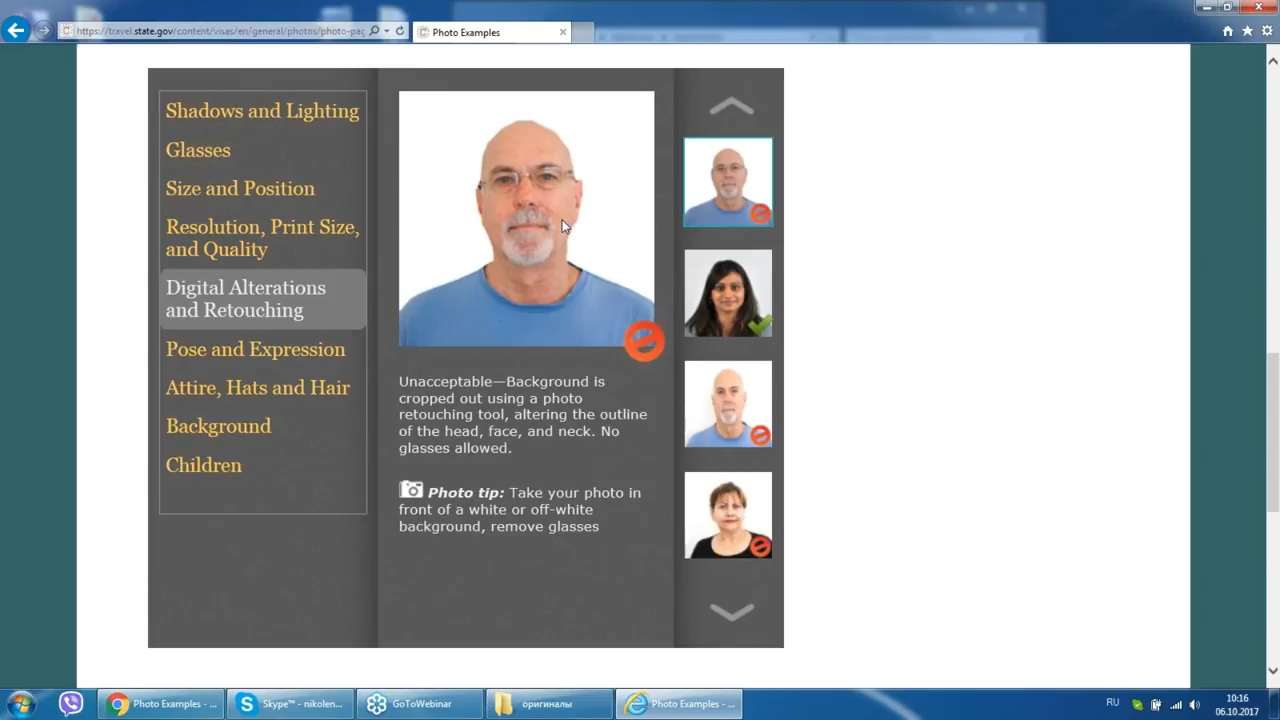 https://travel.state.gov/content/visas/en/general/photos/photo-pag
Photo Examples
Shadows and Lighting
Glasses
Size and Position
Resolution, Print Size,
and Quality
Digital Alterations
and Retouching
Pose and Expression
Attire, Hats and Hair
Background
Children
Unacceptable—Background is
cropped out using a photo
retouching tool, altering the outline
of the head, face, and neck. No
glasses allowed.
Photo tip: Take your photo in
front of a white or off-white
background, remove glasses
Photo Examples - ...
Skype™ - nikolen...
GoToWebinar
оригиналы
Photo Examples - ...
RU
10:16
06.10.2017